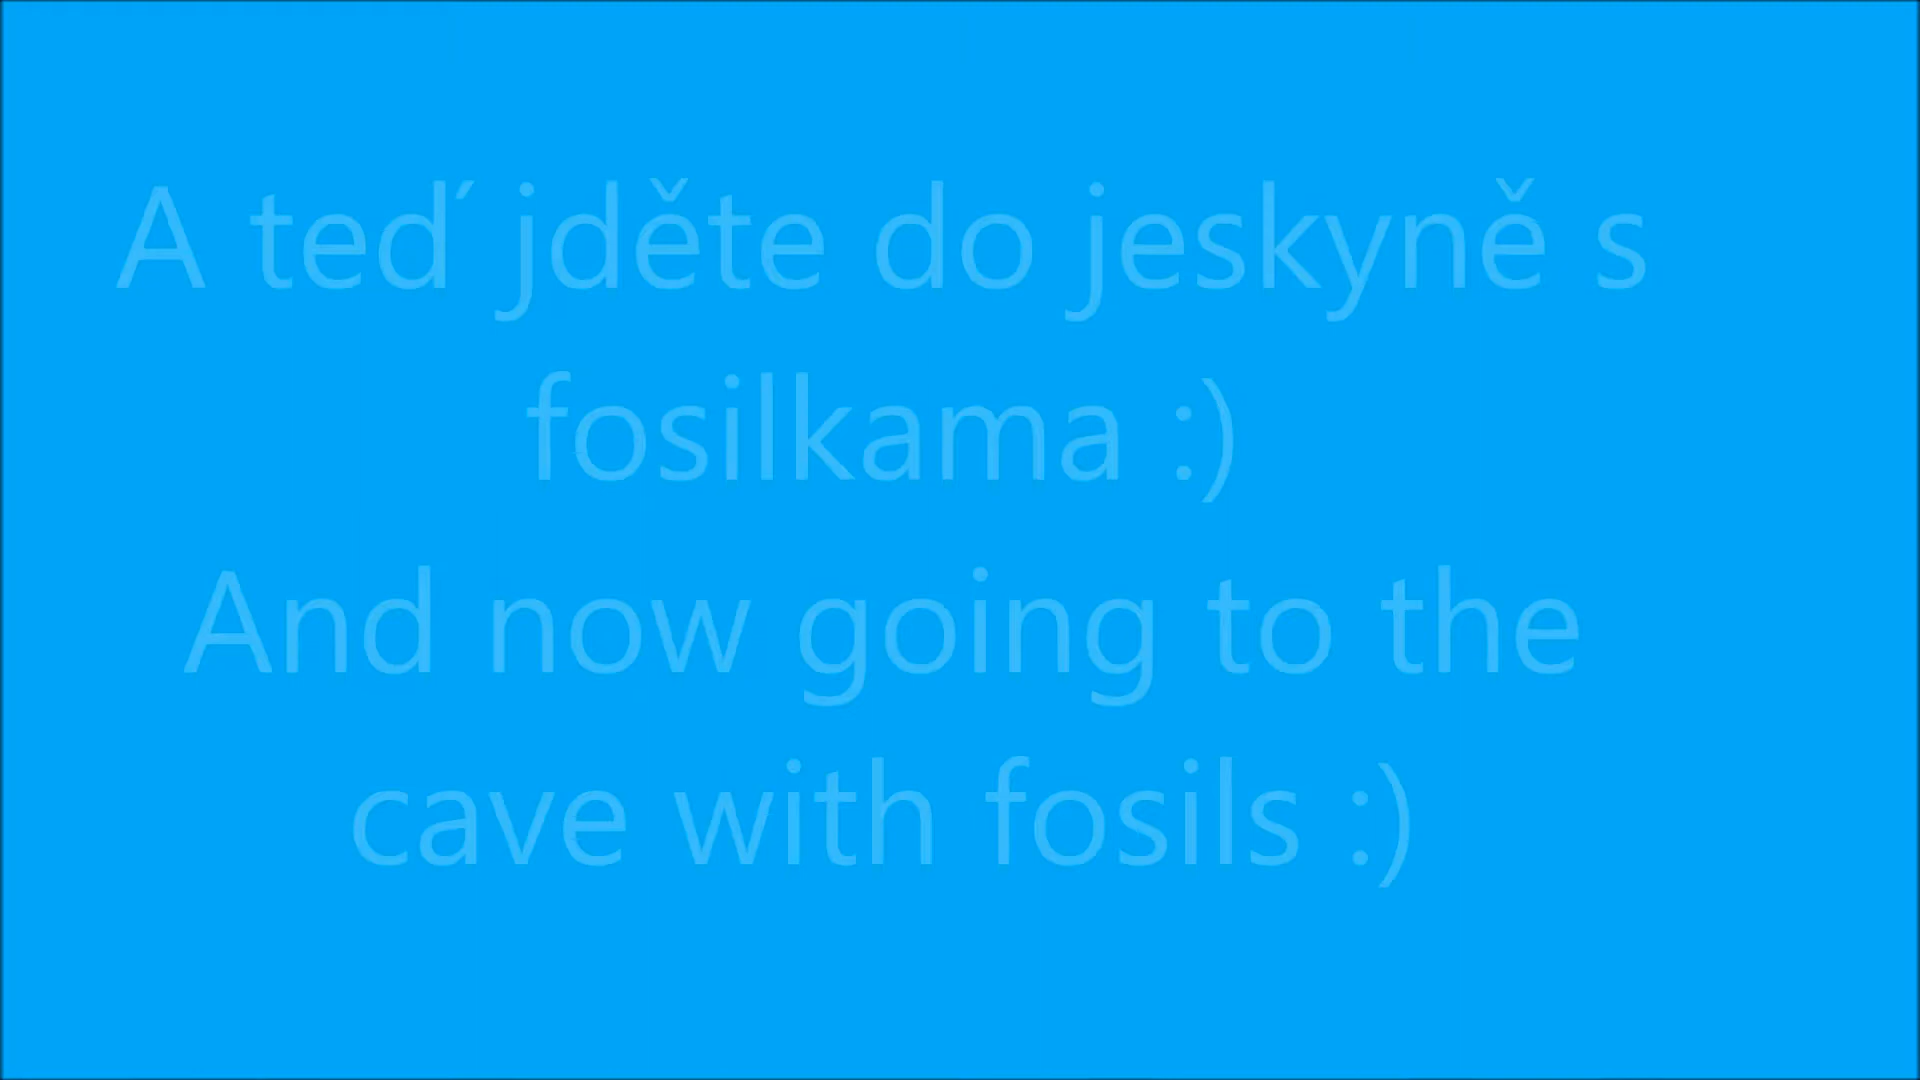 A teď jděte do jeskyně s
fosilkama :)
And now going to the
cave with fosils :)